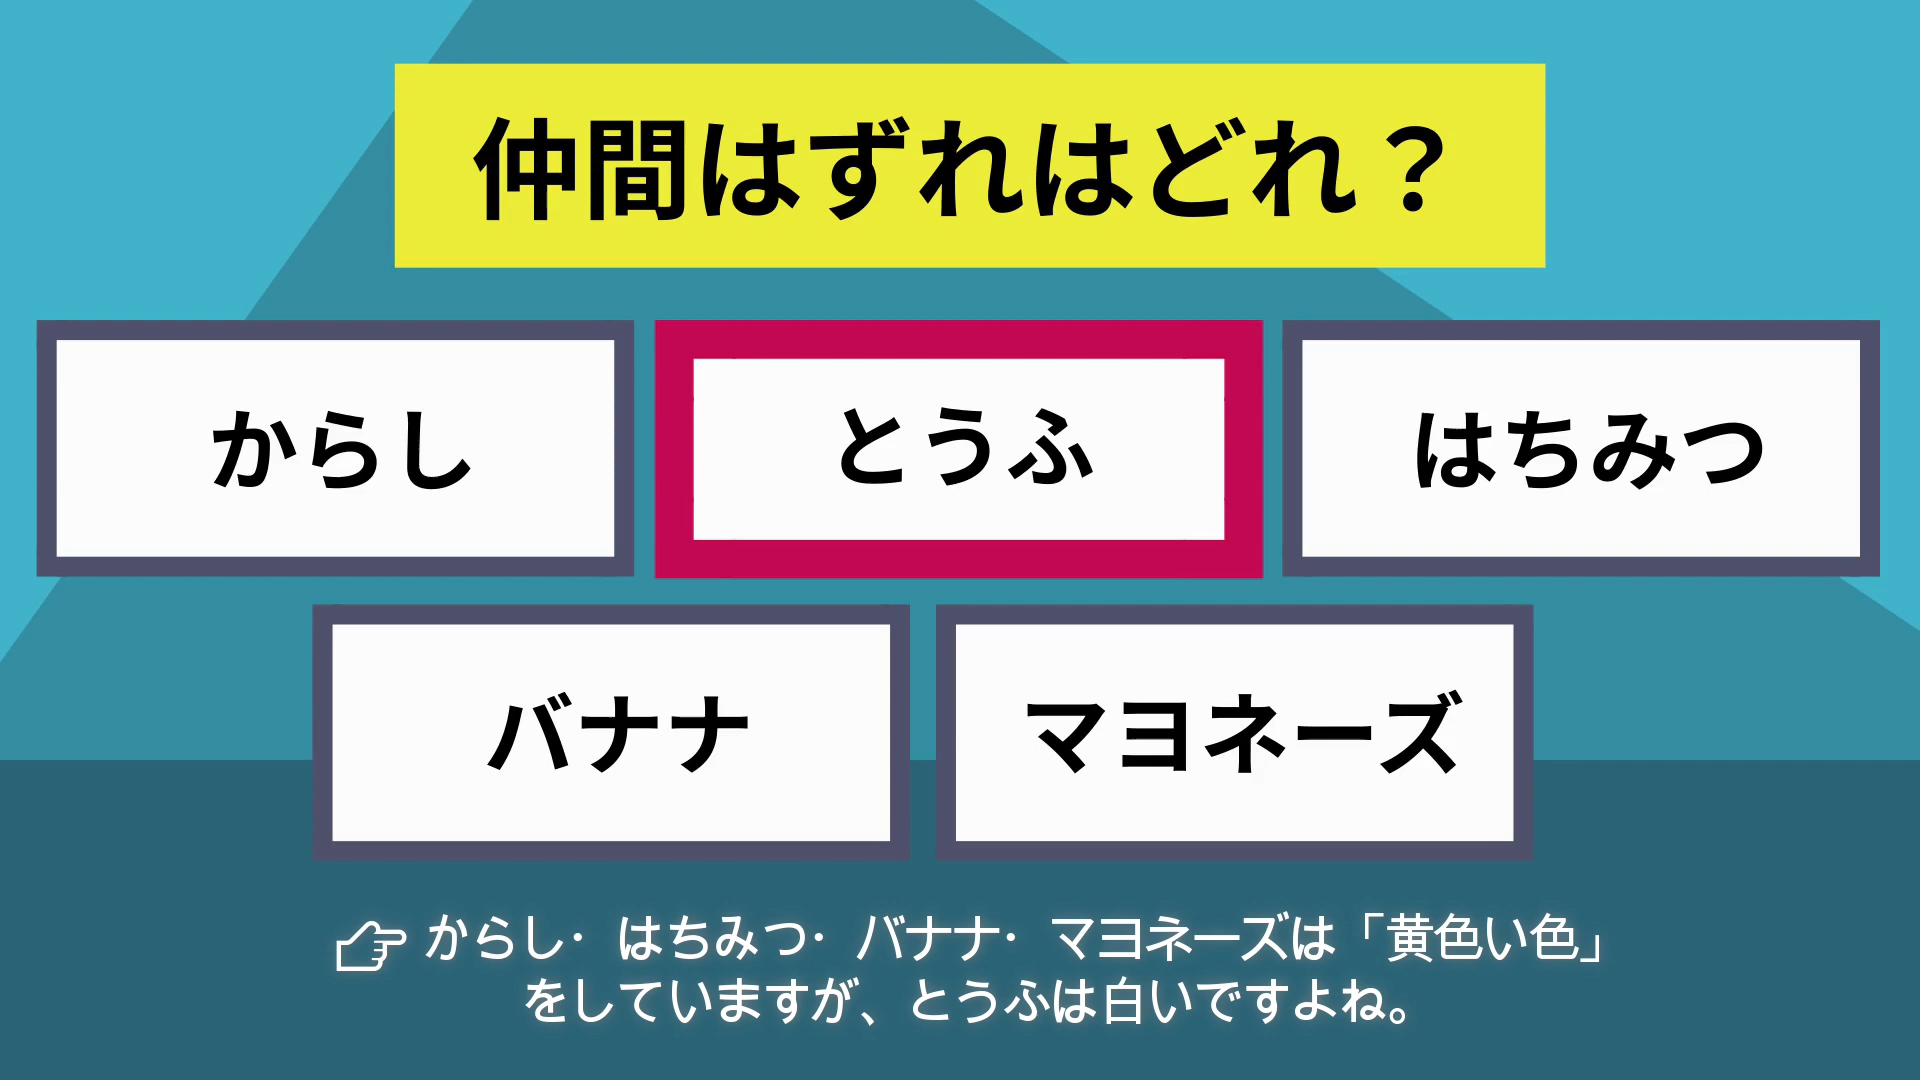 仲間はずれはどれ？
からし
とうふ
はちみつ
バナナ
マヨネーズ
からし・はちみつ・バナナ・マヨネーズは「黄色い色」
をしていますが、とうふは白いですよね。